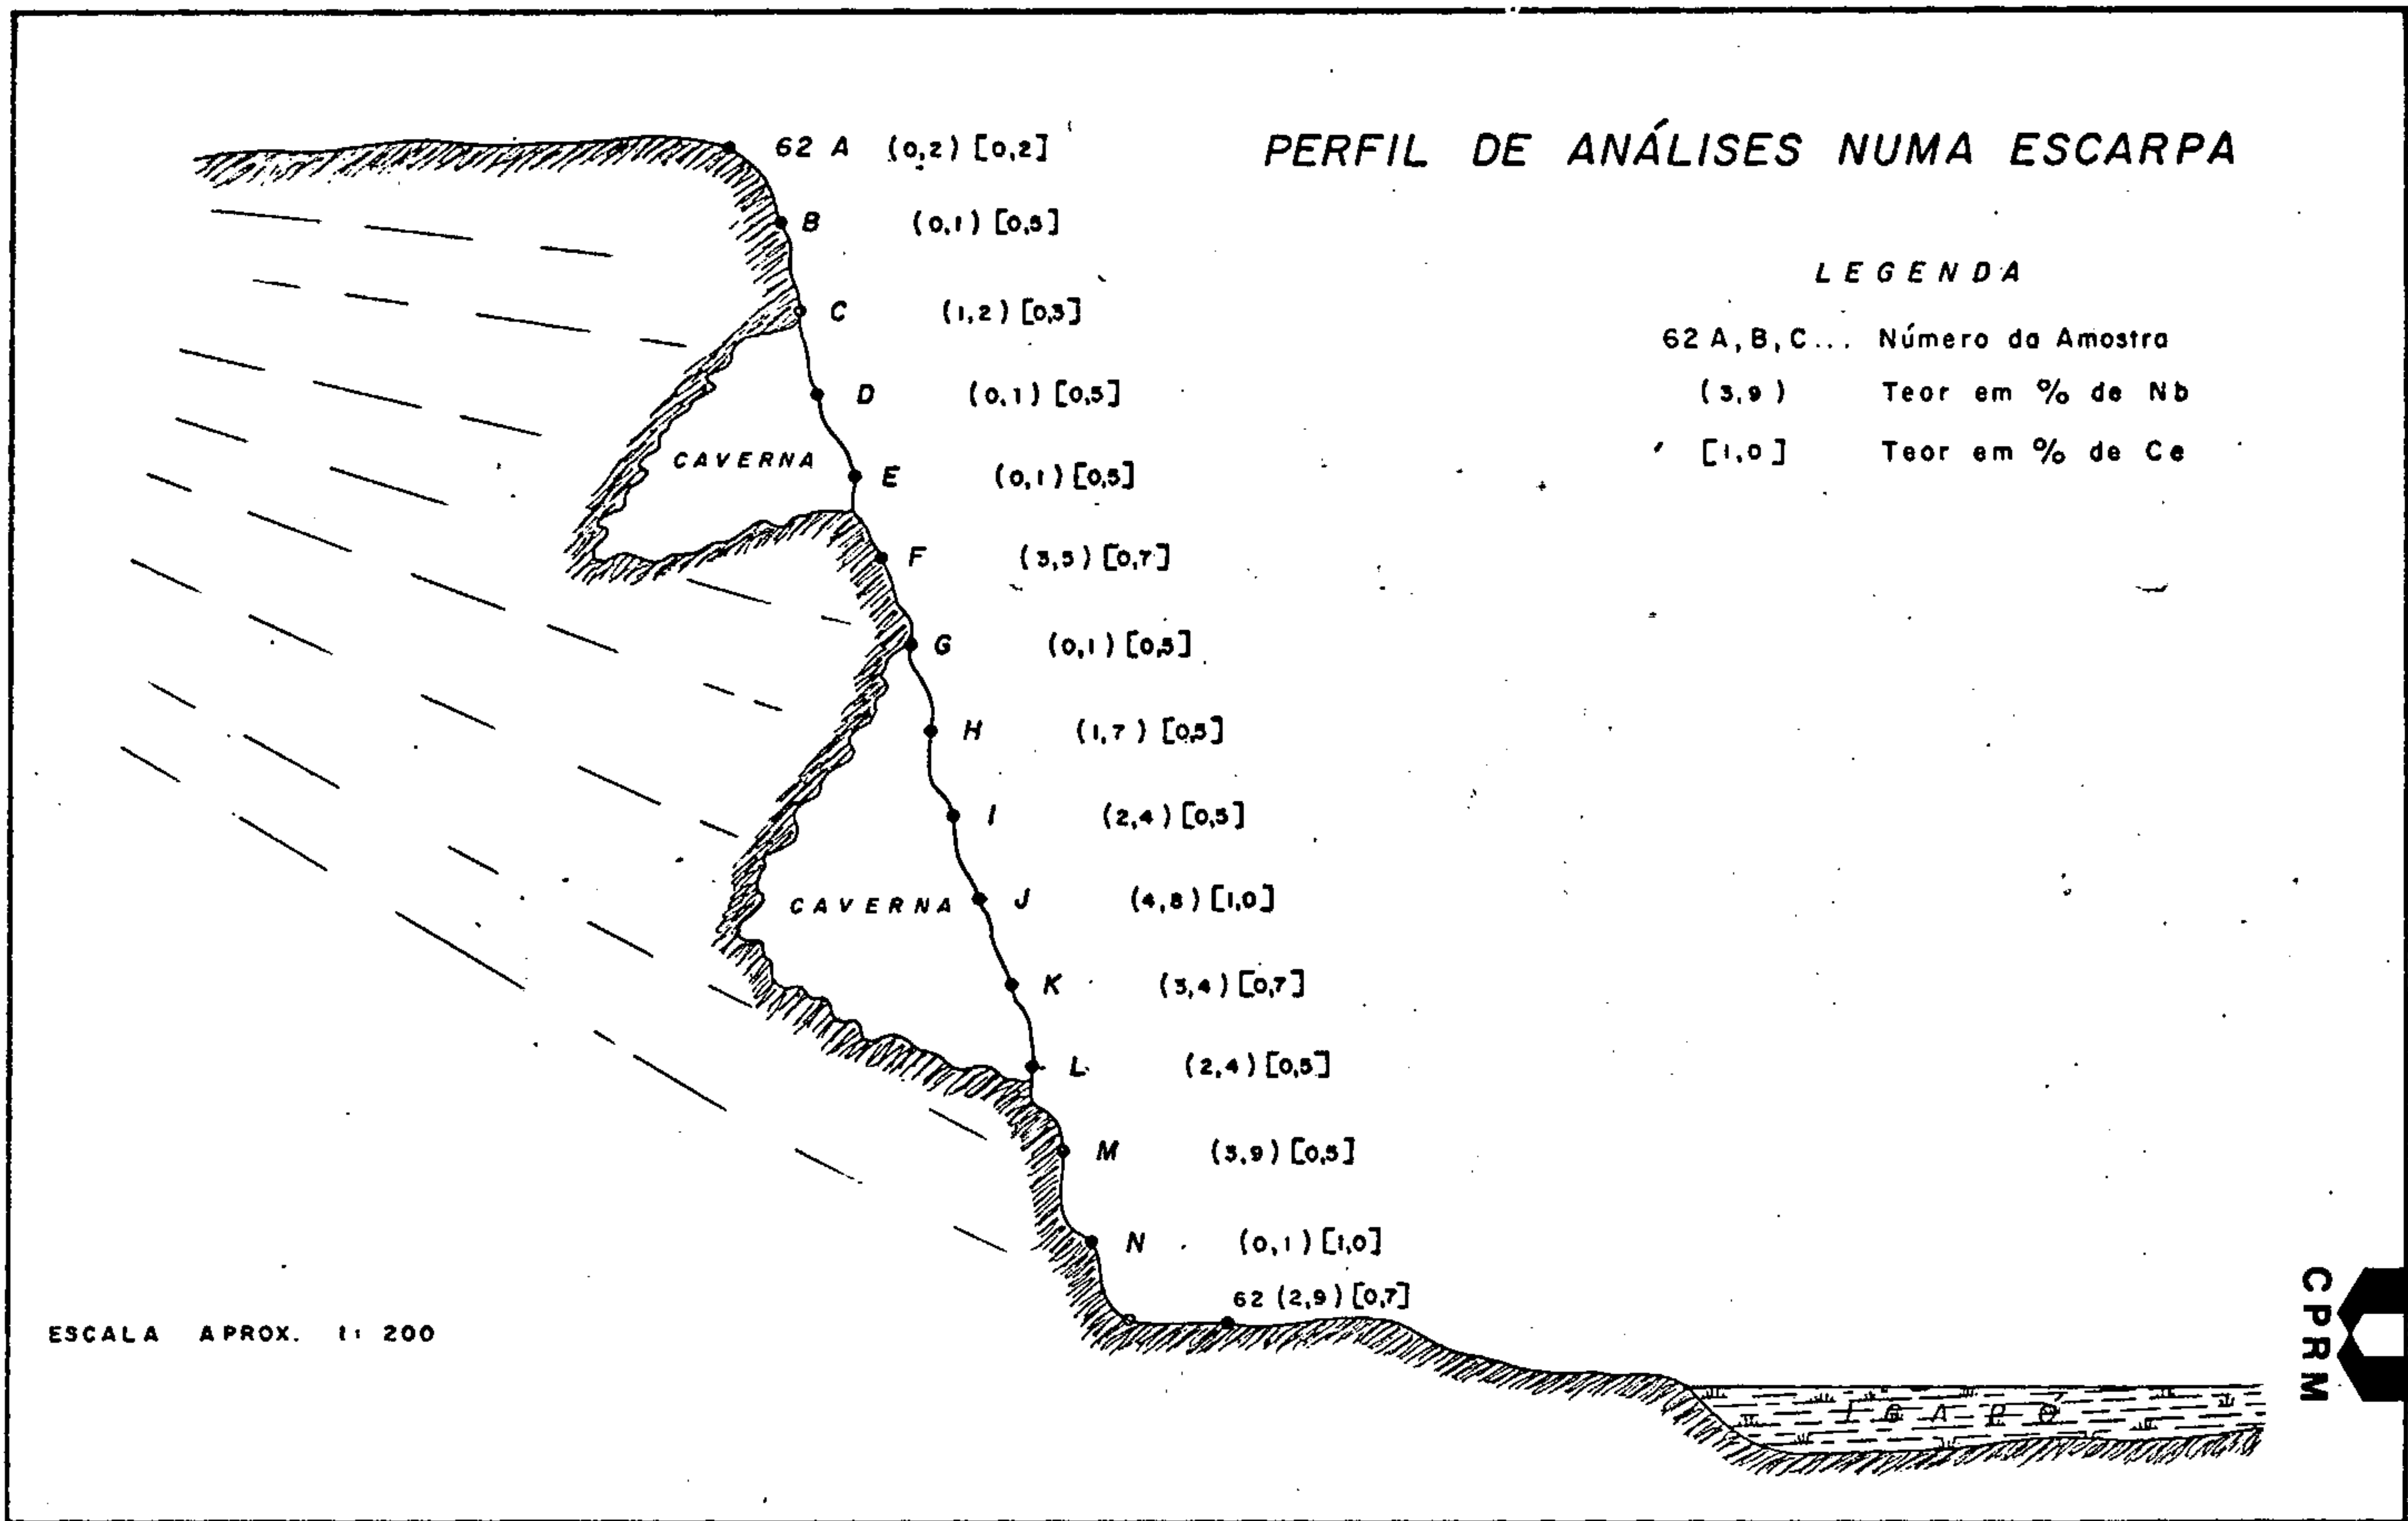 PERFIL DE ANÁLISES NUMA ESCARPA
62 A (0,2) [0,2]
B (0,1) [0,5]
C (1,2) [0,3]
D (0,1) [0,5]
E (0,1) [0,5]
F (3,5) [0,7]
G (0,1) [0,5]
H (1,7) [0,5]
I (2,4) [0,5]
J (4,8) [1,0]
K (3,4) [0,7]
L (2,4) [0,5]
M (3,9) [0,5]
N (0,1) [1,0]
62 (2,9) [0,7]
CAVERNA
CAVERNA
LEGENDA
62 A, B, C... Número da Amostra
(3,9) Teor em % de Nb
[1,0] Teor em % de Ce
ESCALA APROX. 1: 200
IGAPÓ
CPRM